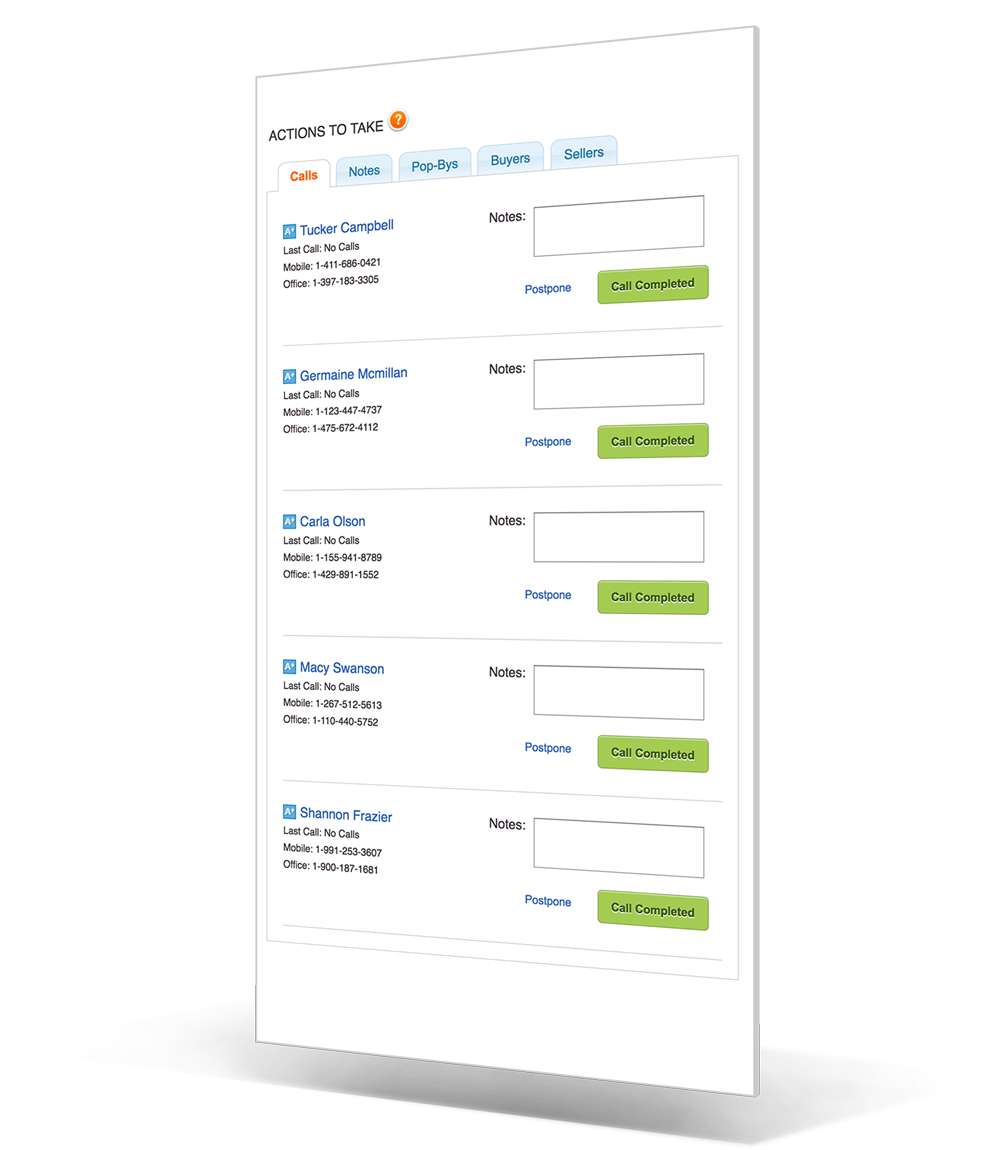 ACTIONS TO TAKE ?
Calls Notes Pop-Bys Buyers Sellers
A+ Tucker Campbell
Last Call: No Calls
Mobile: 1-411-686-0421
Office: 1-397-183-3305
Notes:
Postpone Call Completed
A+ Germaine Mcmillan
Last Call: No Calls
Mobile: 1-123-447-4737
Office: 1-475-672-4112
Notes:
Postpone Call Completed
A+ Carla Olson
Last Call: No Calls
Mobile: 1-155-941-8789
Office: 1-429-891-1552
Notes:
Postpone Call Completed
A+ Macy Swanson
Last Call: No Calls
Mobile: 1-267-512-5613
Office: 1-110-440-5752
Notes:
Postpone Call Completed
A+ Shannon Frazier
Last Call: No Calls
Mobile: 1-991-253-3607
Office: 1-900-187-1681
Notes:
Postpone Call Completed